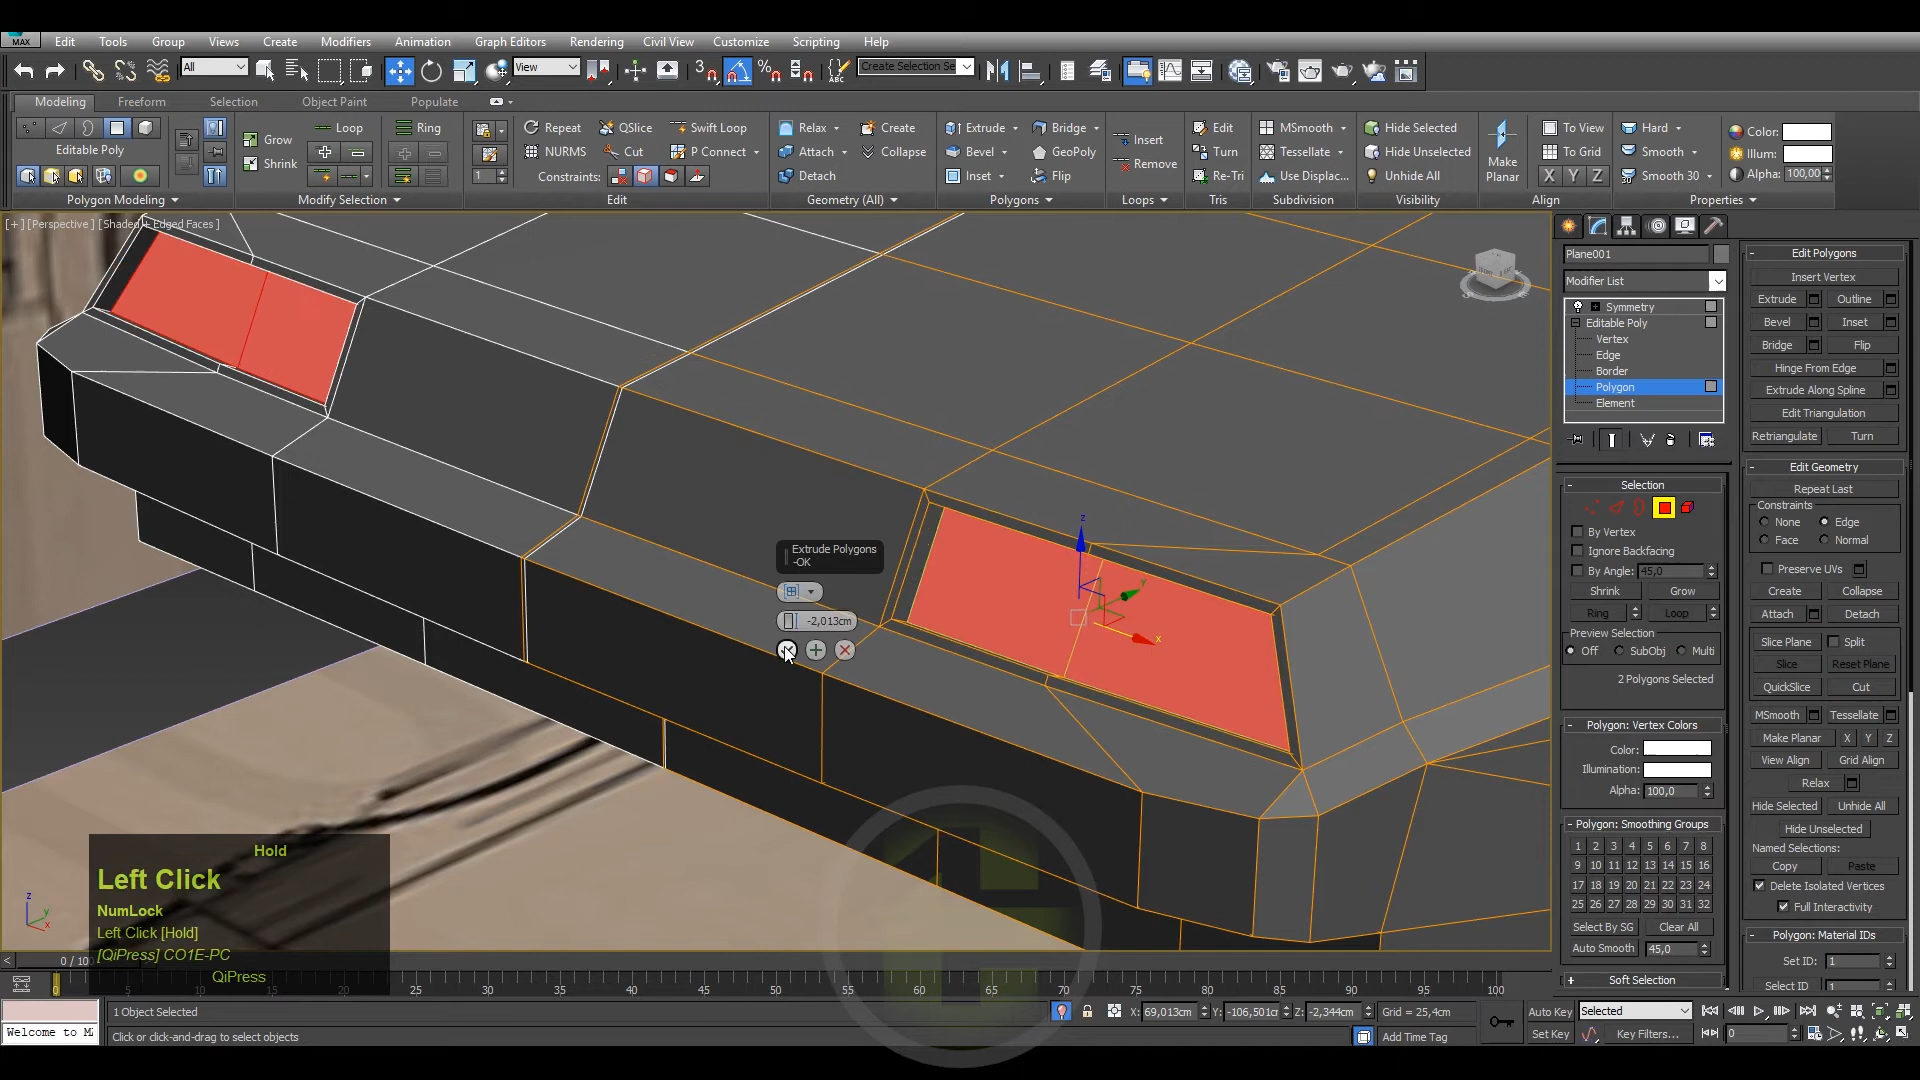 MAX
Edit Tools Group Views Create Modifiers Animation Graph Editors Rendering Civil View Customize Scripting Help
All View Create Selection Se
Modeling Freeform Selection Object Paint Populate
Grow Loop Ring Repeat QSlice Swift Loop Relax Create Extrude Bridge Insert Edit MSmooth Hide Selected To View Hard Color:
Editable Poly Shrink NURMS Cut P Connect Attach Collapse Bevel GeoPoly Remove Turn Tessellate Hide Unselected Make Planar To Grid Smooth Illum:
1 Constraints: Detach Inset Flip Re-Tri Use Displac... Unhide All X Y Z Smooth 30 Alpha: 100,00
Polygon Modeling Modify Selection Edit Geometry (All) Polygons Loops Tris Subdivision Visibility Align Properties
[+] [Perspective] [Shaded + Edged Faces]
Plane001
Modifier List
Symmetry
Editable Poly
Vertex
Edge
Border
Polygon
Element
Selection
By Vertex
Ignore Backfacing
By Angle: 45,0
Shrink Grow
Ring Loop
Preview Selection
Off SubObj Multi
2 Polygons Selected
Polygon: Vertex Colors
Color:
Illumination:
Alpha: 100,0
Polygon: Smoothing Groups
1 2 3 4 5 6 7 8
9 10 11 12 13 14 15 16
17 18 19 20 21 22 23 24
25 26 27 28 29 30 31 32
Select By SG Clear All
Auto Smooth 45,0
Soft Selection
Edit Polygons
Insert Vertex
Extrude Outline
Bevel Inset
Bridge Flip
Hinge From Edge
Extrude Along Spline
Edit Triangulation
Retriangulate Turn
Edit Geometry
Repeat Last
Constraints
None Edge
Face Normal
Preserve UVs
Create Collapse
Attach Detach
Slice Plane Split
Slice Reset Plane
QuickSlice Cut
MSmooth Tessellate
Make Planar X Y Z
View Align Grid Align
Relax
Hide Selected Unhide All
Hide Unselected
Named Selections:
Copy Paste
Delete Isolated Vertices
Full Interactivity
Polygon: Material IDs
Set ID: 1
Select ID 1
Extrude Polygons
-OK
-2,013cm
z
y
x
Hold
Left Click
NumLock
Left Click [Hold]
[QiPress] CO1E-PC
QiPress
z
y
x
0 / 100
0 5 10 15 20 25 30 35 40 45 50 55 60 65 70 75 80 85 90 95 100
1 Object Selected X: 69,013cm Y: -106,501c Z: -2,344cm Grid = 25,4cm Auto Key Selected
Welcome to M Click or click-and-drag to select objects Add Time Tag Set Key Key Filters... 0